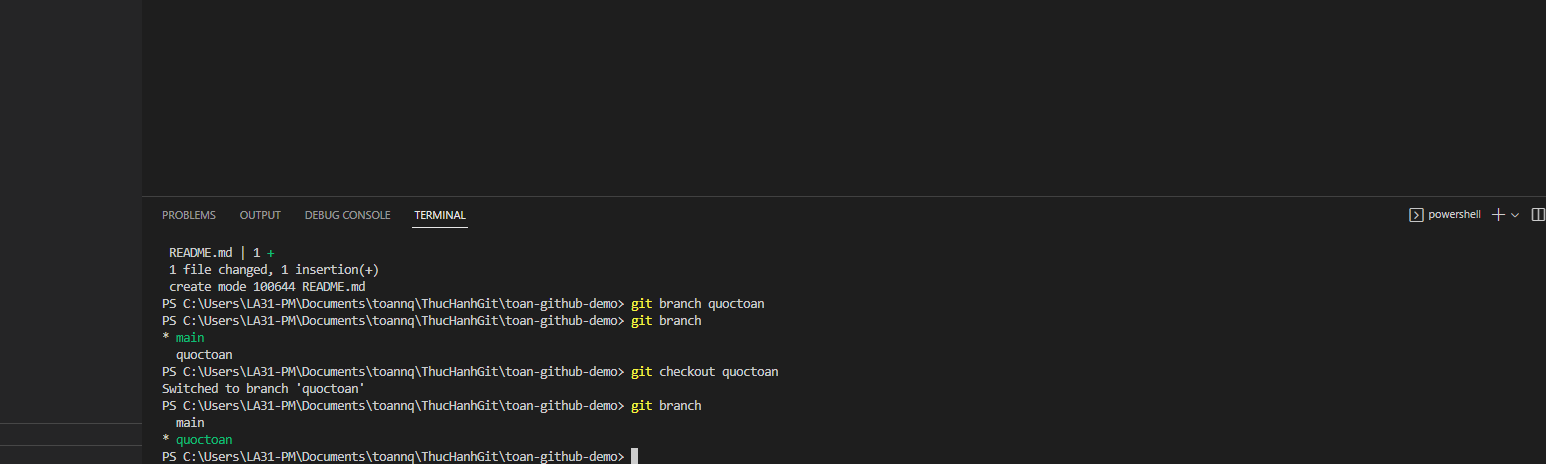 PROBLEMS OUTPUT DEBUG CONSOLE TERMINAL powershell
README.md | 1 +
1 file changed, 1 insertion(+)
create mode 100644 README.md
PS C:\Users\LA31-PM\Documents\toannq\ThucHanhGit\toan-github-demo> git branch quoctoan
PS C:\Users\LA31-PM\Documents\toannq\ThucHanhGit\toan-github-demo> git branch
* main
quoctoan
PS C:\Users\LA31-PM\Documents\toannq\ThucHanhGit\toan-github-demo> git checkout quoctoan
Switched to branch 'quoctoan'
PS C:\Users\LA31-PM\Documents\toannq\ThucHanhGit\toan-github-demo> git branch
main
* quoctoan
PS C:\Users\LA31-PM\Documents\toannq\ThucHanhGit\toan-github-demo>